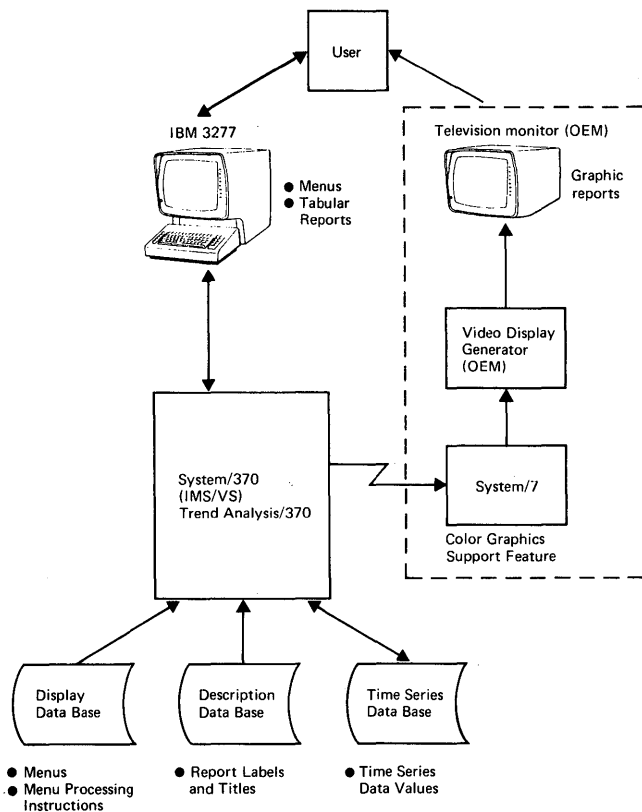 User
IBM 3277
● Menus
● Tabular
Reports
Television monitor (OEM)
Graphic
reports
Video Display
Generator
(OEM)
System/370
(IMS/VS)
Trend Analysis/370
System/7
Color Graphics
Support Feature
Display
Data Base
Description
Data Base
Time Series
Data Base
● Menus
● Menu Processing
Instructions
● Report Labels
and Titles
● Time Series
Data Values